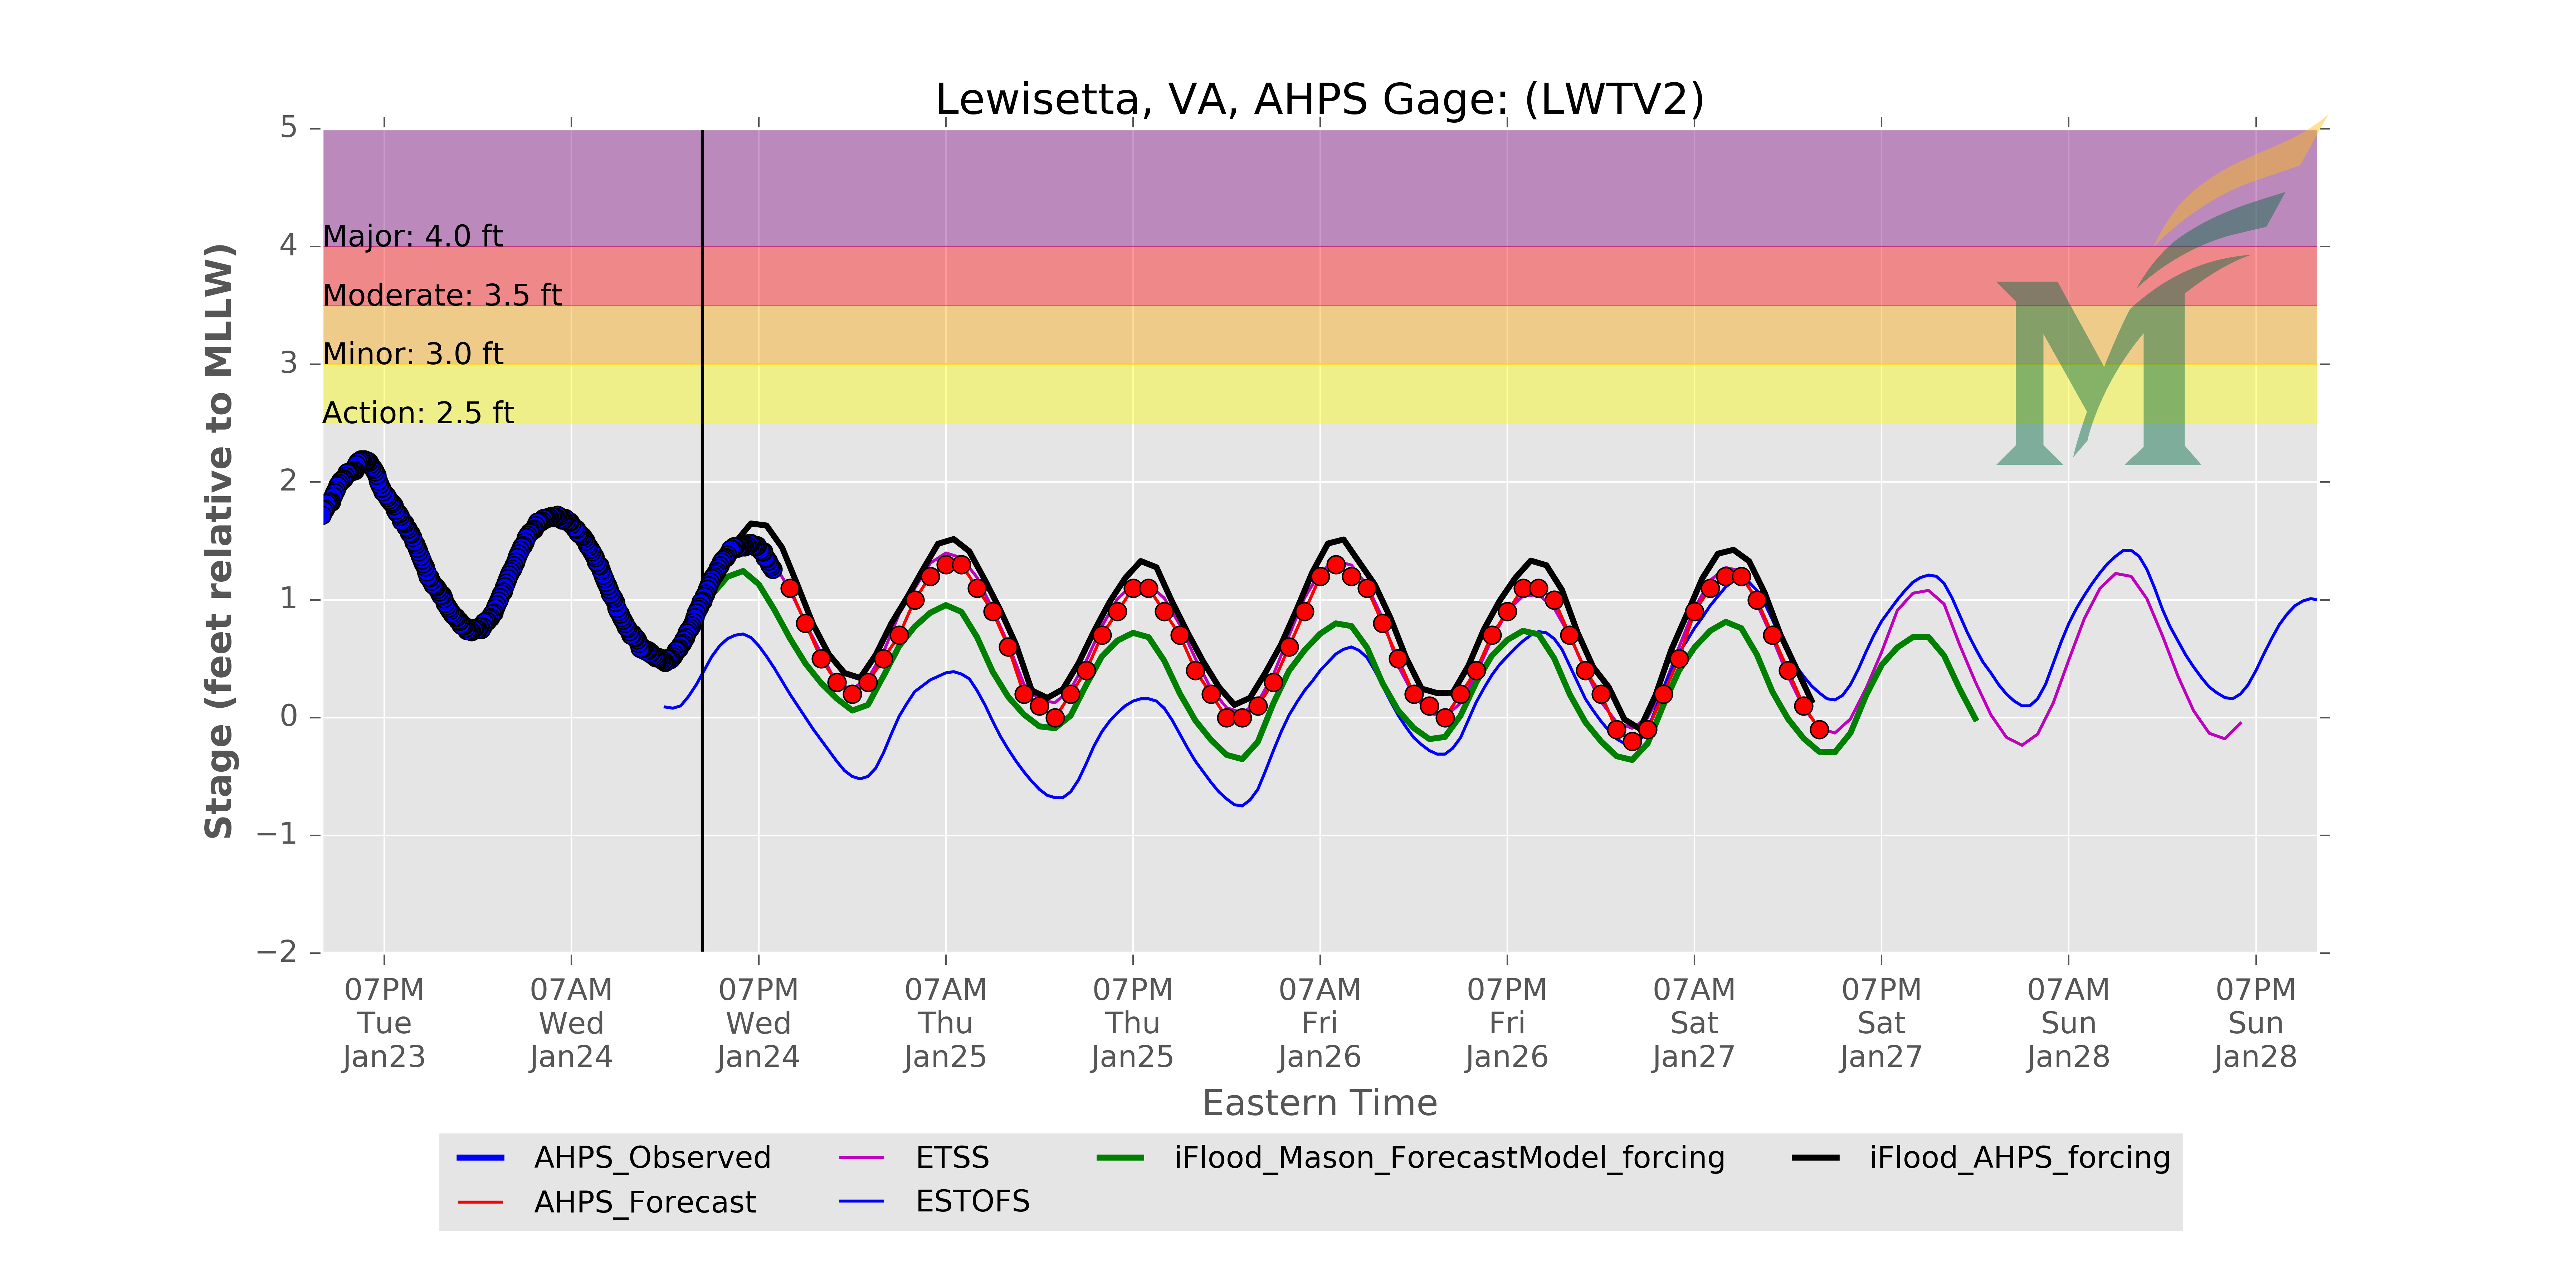 Lewisetta, VA, AHPS Gage: (LWTV2)
5
4
3
2
1
0
−1
−2
Stage (feet relative to MLLW)
Major: 4.0 ft
Moderate: 3.5 ft
Minor: 3.0 ft
Action: 2.5 ft
M
07PM 07AM 07PM 07AM 07PM 07AM 07PM 07AM 07PM 07AM 07PM
Tue Wed Wed Thu Thu Fri Fri Sat Sat Sun Sun
Jan23 Jan24 Jan24 Jan25 Jan25 Jan26 Jan26 Jan27 Jan27 Jan28 Jan28
Eastern Time
AHPS_Observed ETSS iFlood_Mason_ForecastModel_forcing iFlood_AHPS_forcing
AHPS_Forecast ESTOFS